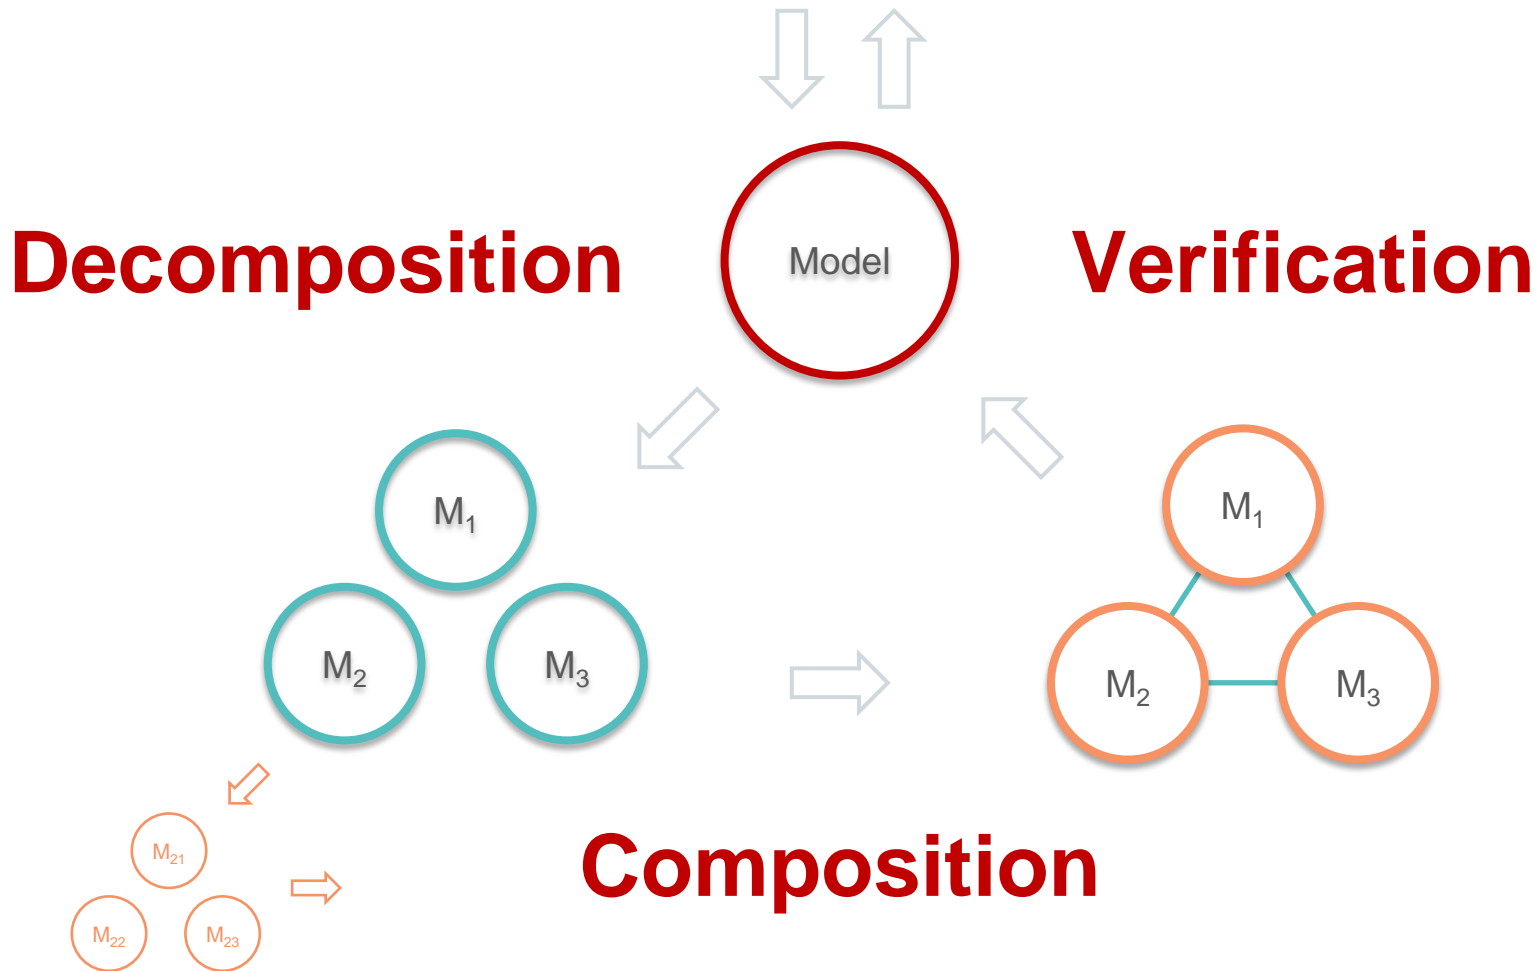 Model
Decomposition
Verification
M₁
M₂
M₃
M₁
M₂
M₃
M₂₁
M₂₂
M₂₃
Composition